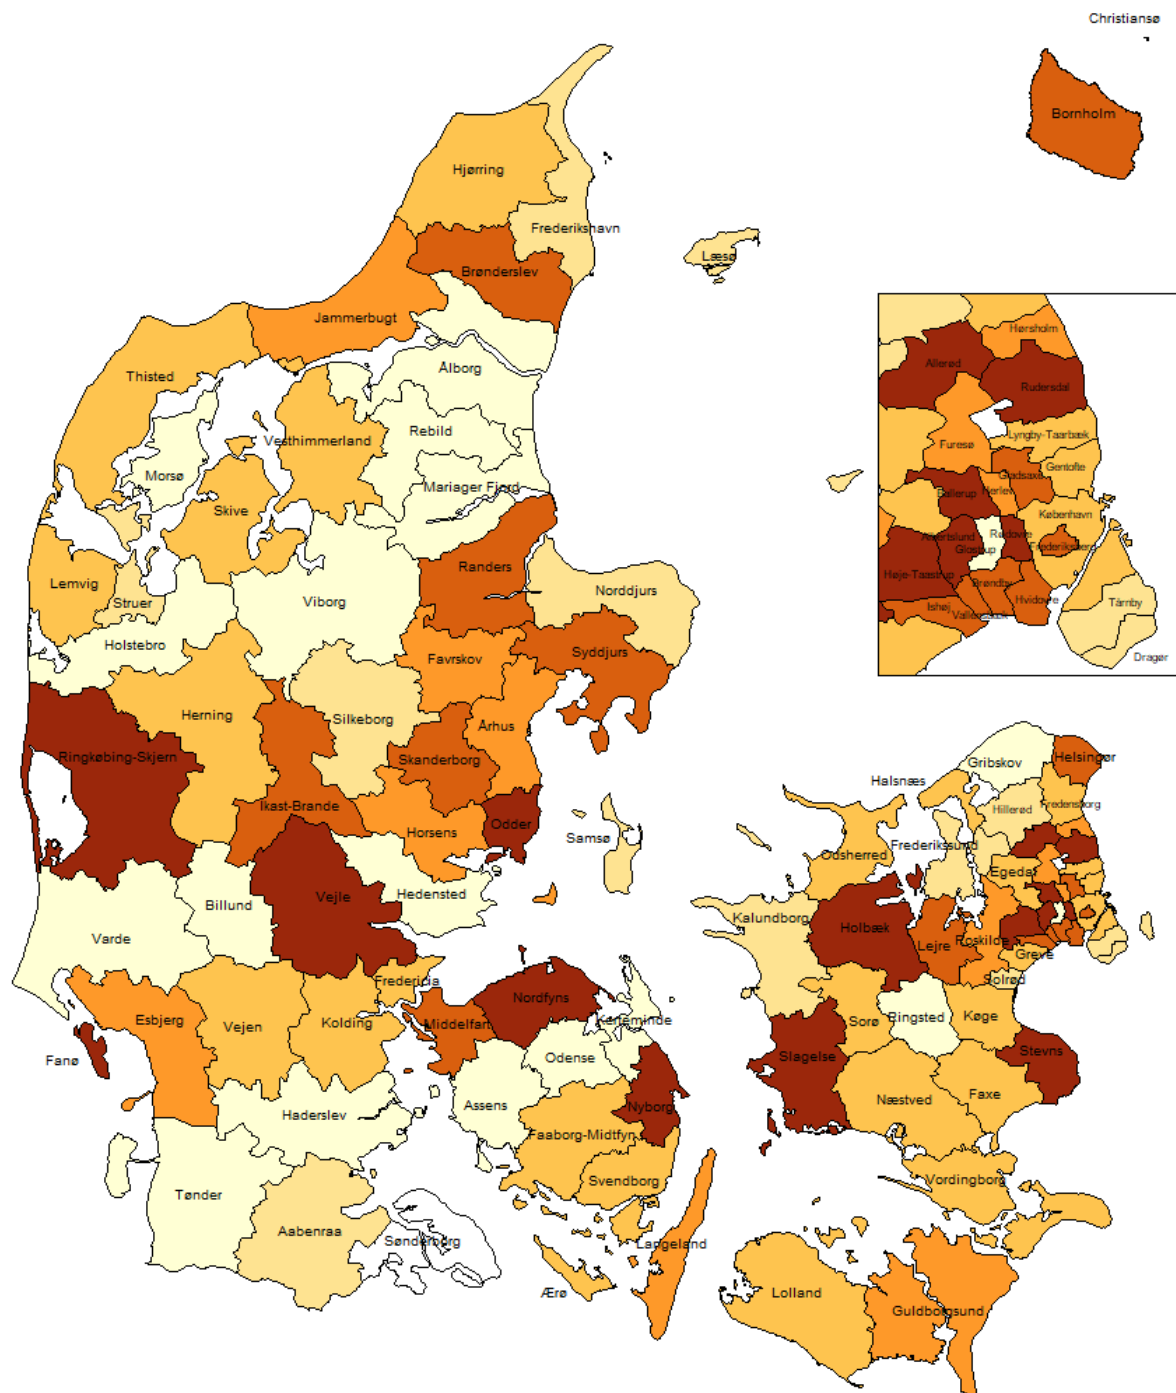 Christiansø
Bornholm
Hjørring
Frederikshavn
Læsø
Brønderslev
Jammerbugt
Hørsholm
Allerød
Ålborg
Thisted
Rudersdal
Rebild
Vesthimmerland
Lyngby-Taarbæk
Furesø
Gentofte
Morsø
Gladsaxe
Mariager Fjord
Ballerup
Herlev
Skive
København
Albertslund
Rødovre
Glostrup
Frederiksberg
Randers
Høje-Taastrup
Lemvig
Brøndby
Norddjurs
Viborg
Struer
Hvidovre
Tårnby
Ishøj
Vallensbæk
Holstebro
Syddjurs
Dragør
Favrskov
Herning
Silkeborg
Århus
Ringkøbing-Skjern
Skanderborg
Helsingør
Gribskov
Halsnæs
Ikast-Brande
Hillerød
Fredensborg
Odder
Horsens
Samsø
Frederikssund
Odsherred
Egedal
Hedensted
Vejle
Billund
Kalundborg
Holbæk
Varde
Lejre
Roskilde
Greve
Fredericia
Solrød
Nordfyns
Esbjerg
Vejen
Kolding
Middelfart
Kerteminde
Sorø
Ringsted
Køge
Fanø
Odense
Slagelse
Stevns
Faxe
Næstved
Assens
Nyborg
Haderslev
Faaborg-Midtfyn
Svendborg
Vordingborg
Tønder
Aabenraa
Sønderborg
Langeland
Ærø
Lolland
Guldborgsund